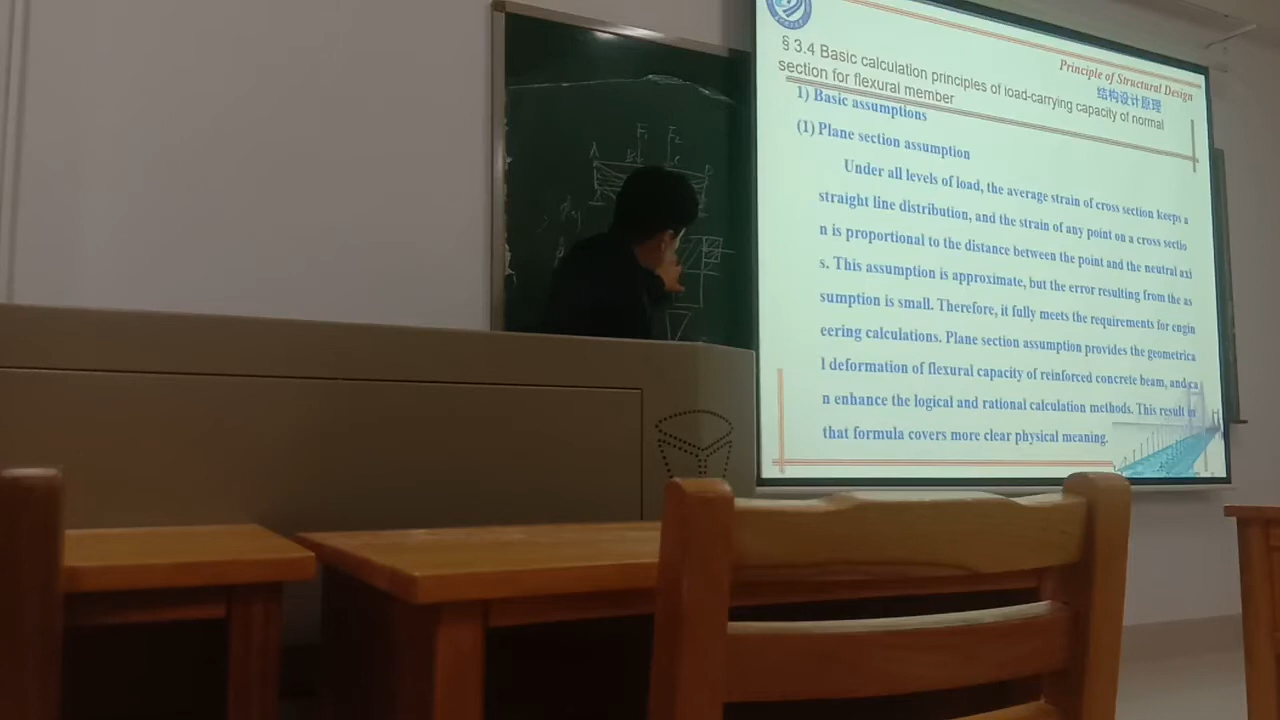 §3.4 Basic calculation principles of load-carrying capacity of normal
section for flexural member
Principle of Structural Design
结构设计原理
1) Basic assumptions
(1) Plane section assumption
Under all levels of load, the average strain of cross section keeps a
straight line distribution, and the strain of any point on a cross sectio
n is proportional to the distance between the point and the neutral axi
s. This assumption is approximate, but the error resulting from the as
sumption is small. Therefore, it fully meets the requirements for engin
eering calculations. Plane section assumption provides the geometrica
l deformation of flexural capacity of reinforced concrete beam, and ca
n enhance the logical and rational calculation methods. This result in
that formula covers more clear physical meaning.
F1 F2
A B C D